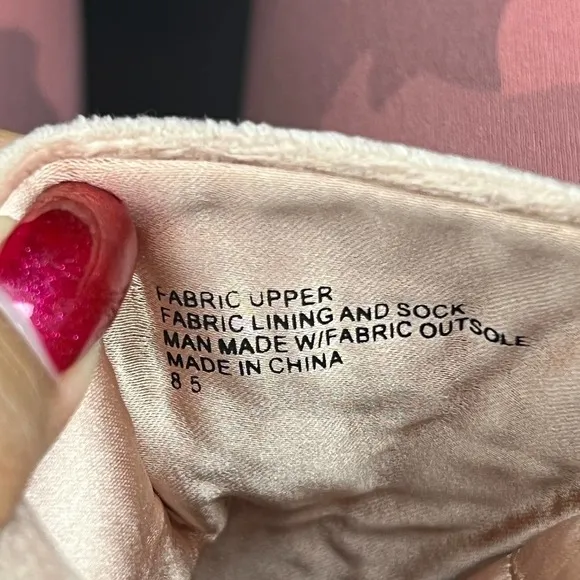 FABRIC UPPER
FABRIC LINING AND SOCK
MAN MADE W/FABRIC OUTSOLE
MADE IN CHINA
8 5